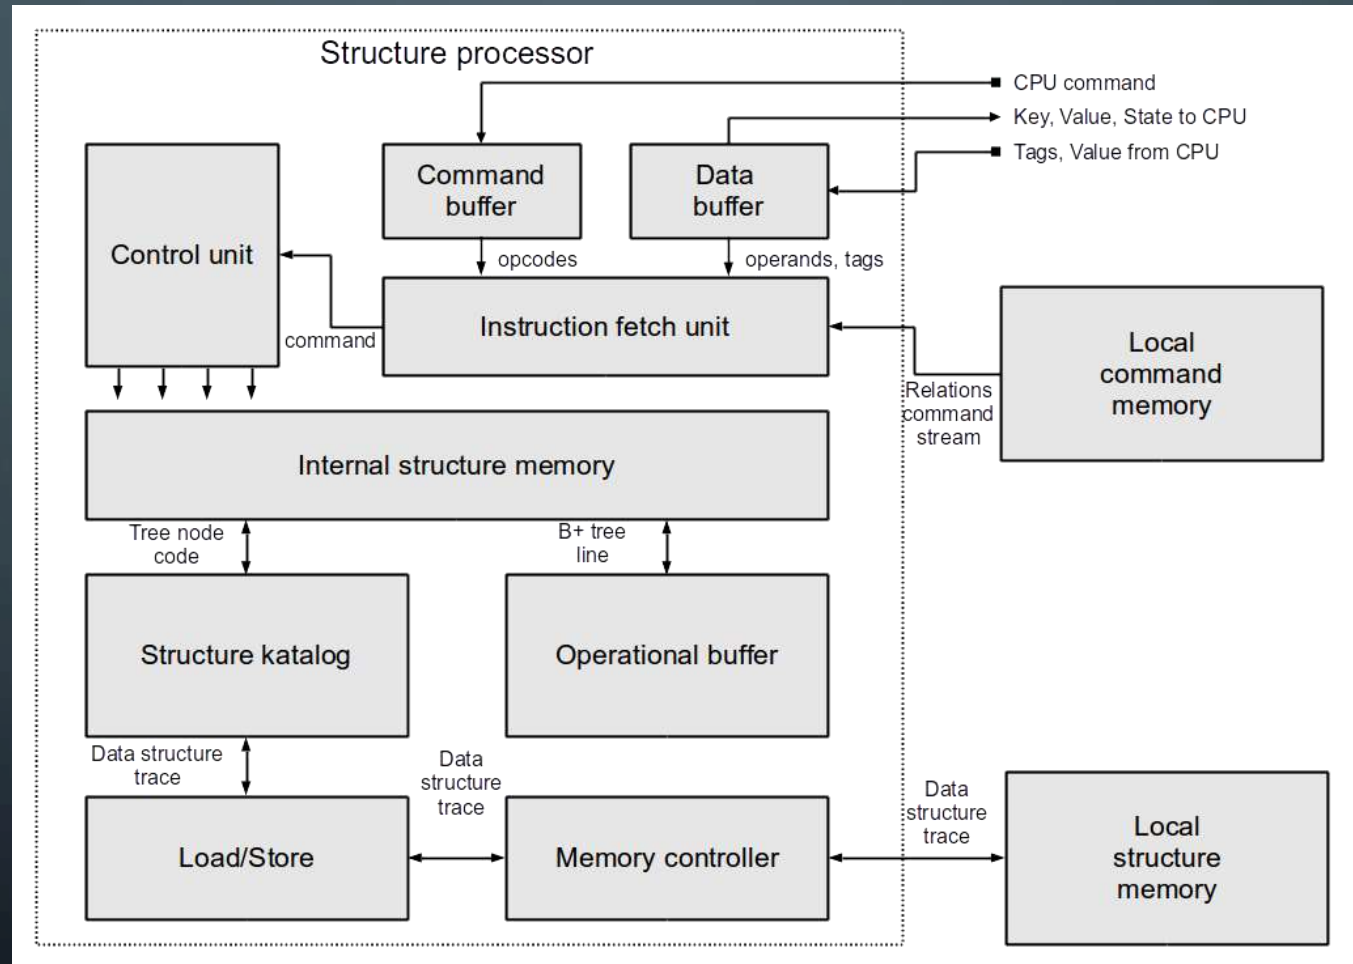 Structure processor
CPU command
Key, Value, State to CPU
Tags, Value from CPU
Command
buffer
Data
buffer
Control unit
opcodes
operands, tags
Instruction fetch unit
command
Local
command
memory
Relations
command
stream
Internal structure memory
Tree node
code
B+ tree
line
Structure katalog
Operational buffer
Data structure
trace
Data
structure
trace
Data
structure
trace
Load/Store
Memory controller
Local
structure
memory